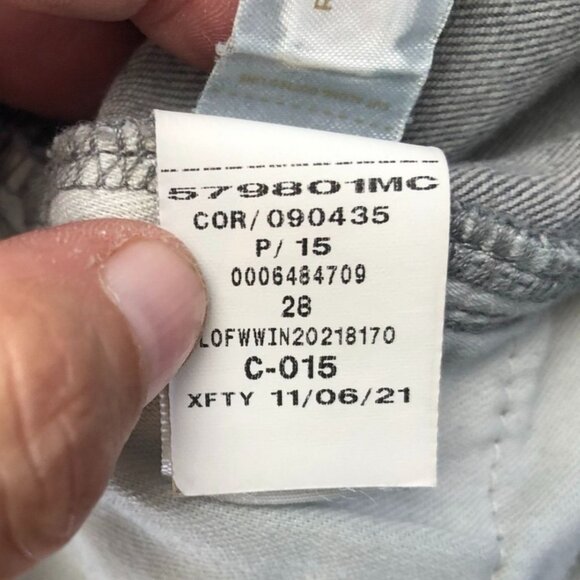 579801MC
COR/090435
P/ 15
0006484709
28
LOFWWIN20218170
C-015
XFTY 11/06/21